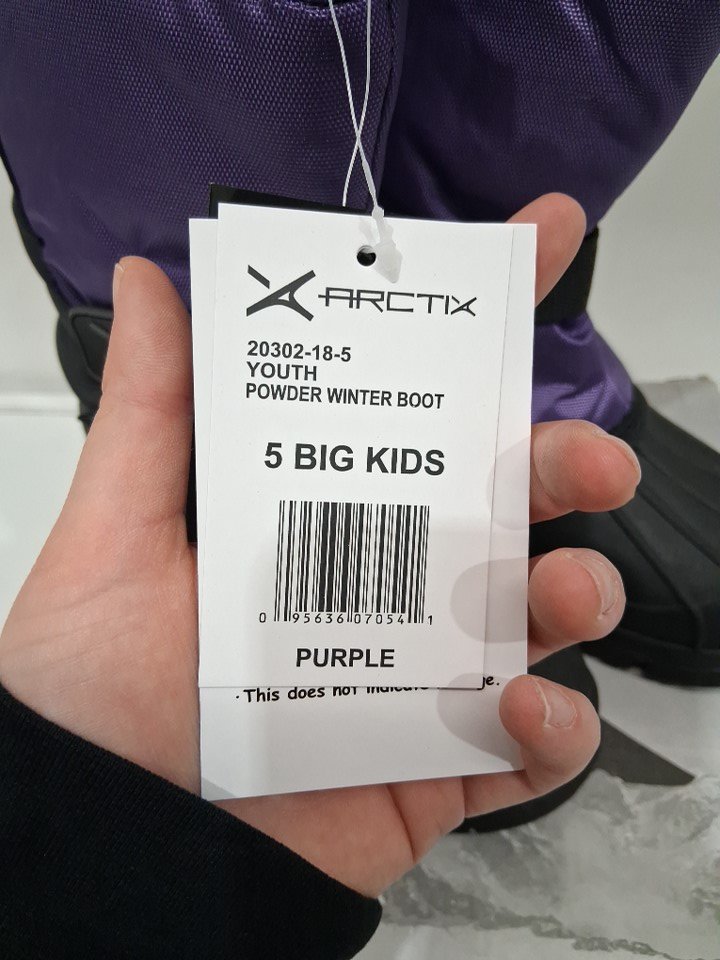 ARCTIX
20302-18-5
YOUTH
POWDER WINTER BOOT
5 BIG KIDS
0 95636 07054 1
PURPLE
· This does not